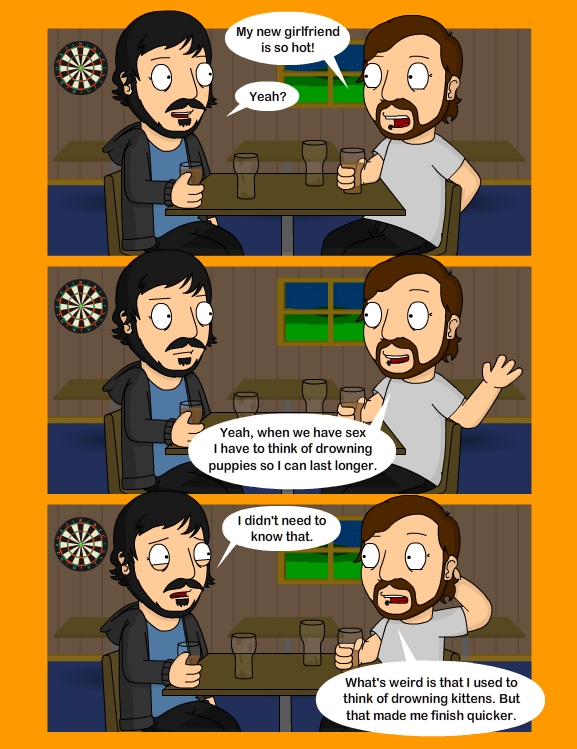 My new girlfriend
is so hot!
Yeah?
Yeah, when we have sex
I have to think of drowning
puppies so I can last longer.
I didn't need to
know that.
What's weird is that I used to
think of drowning kittens. But
that made me finish quicker.